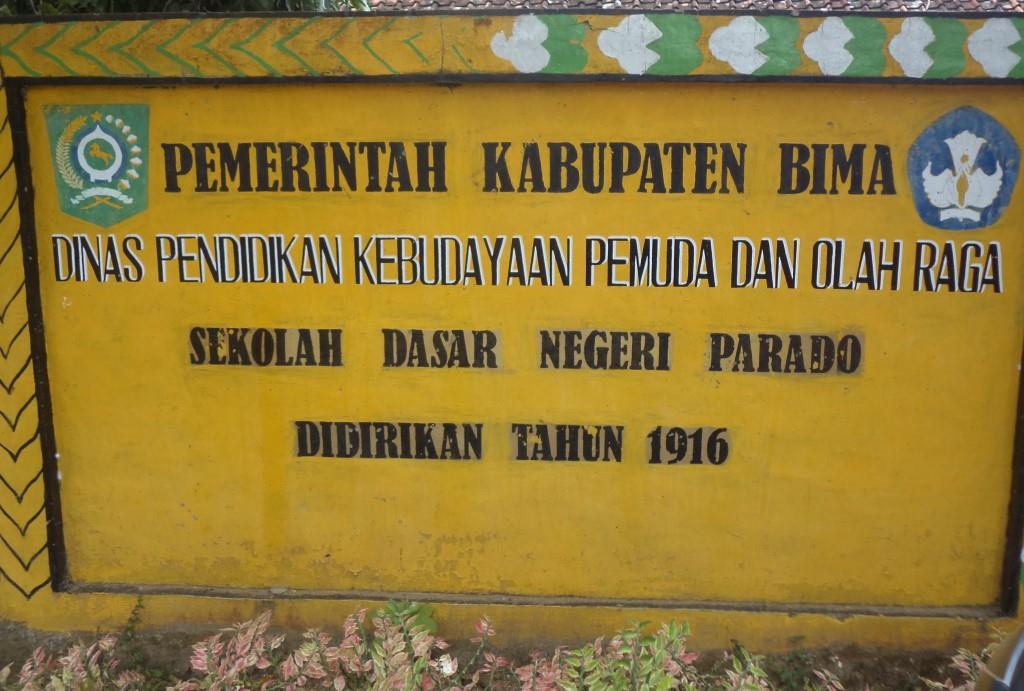 PEMERINTAH KABUPATEN BIMA
DINAS PENDIDIKAN KEBUDAYAAN PEMUDA DAN OLAH RAGA
SEKOLAH DASAR NEGERI PARADO
DIDIRIKAN TAHUN 1916